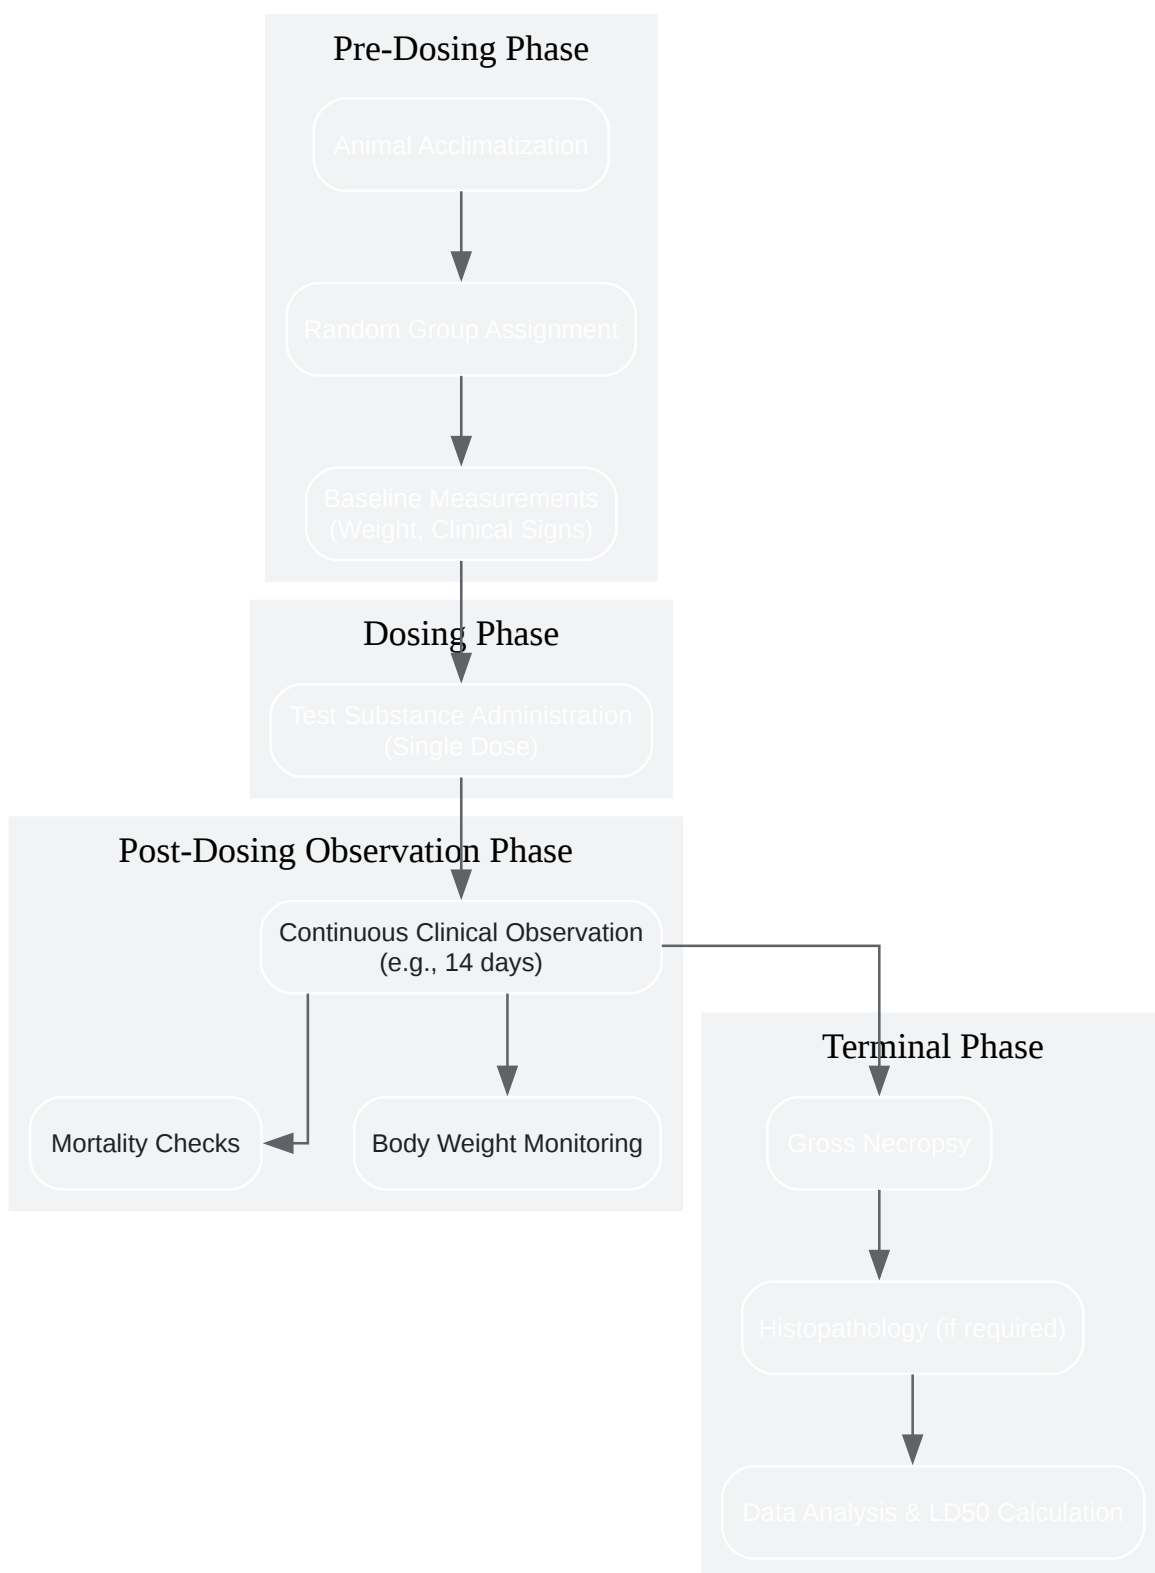 Pre-Dosing Phase
Animal Acclimatization
Random Group Assignment
Baseline Measurements
(Weight, Clinical Signs)
Dosing Phase
Test Substance Administration
(Single Dose)
Post-Dosing Observation Phase
Continuous Clinical Observation
(e.g., 14 days)
Mortality Checks
Body Weight Monitoring
Terminal Phase
Gross Necropsy
Histopathology (if required)
Data Analysis & LD50 Calculation